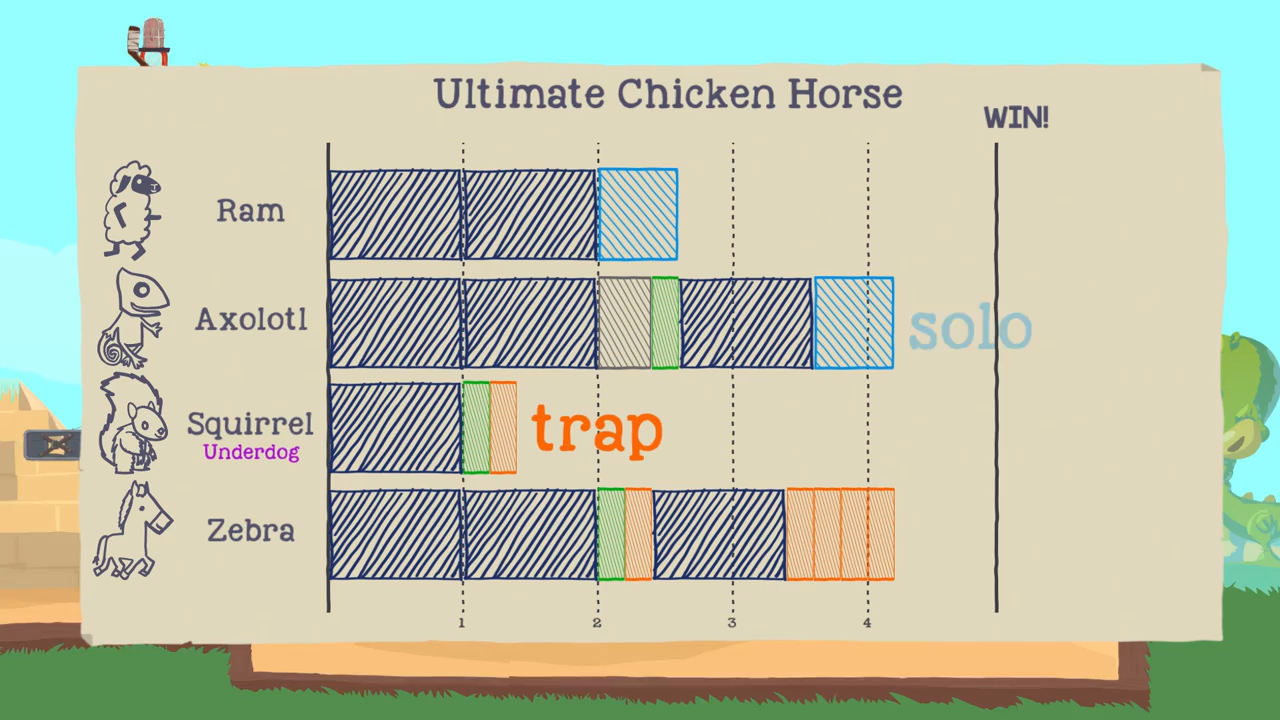 Ultimate Chicken Horse
WIN!
Ram
Axolotl
solo
Squirrel
Underdog
trap
Zebra
1 2 3 4